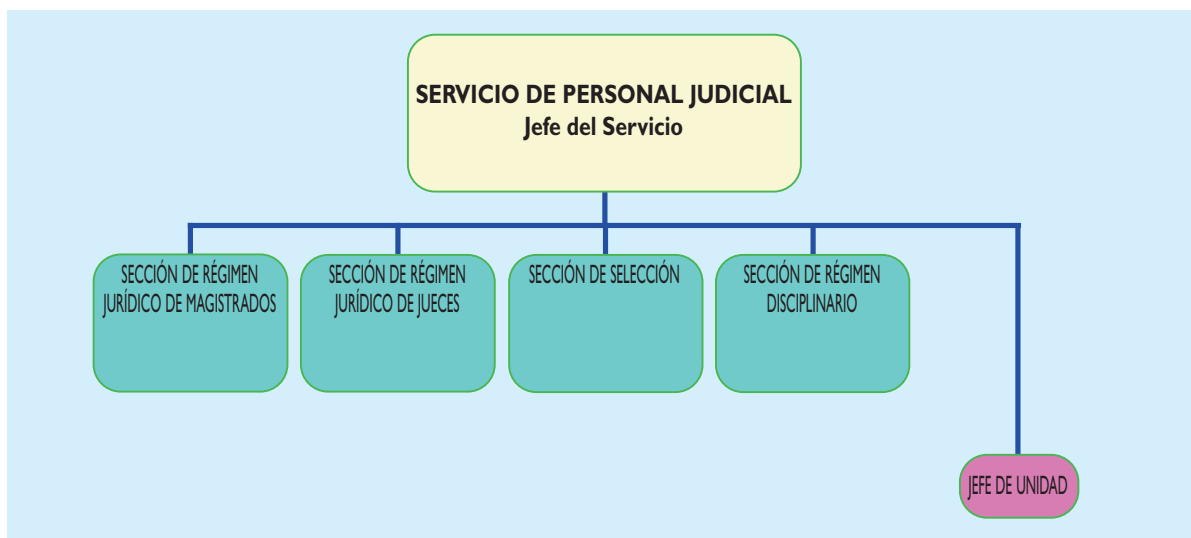 SERVICIO DE PERSONAL JUDICIAL
Jefe del Servicio
SECCIÓN DE RÉGIMEN
JURÍDICO DE MAGISTRADOS
SECCIÓN DE RÉGIMEN
JURÍDICO DE JUECES
SECCIÓN DE SELECCIÓN
SECCIÓN DE RÉGIMEN
DISCIPLINARIO
JEFE DE UNIDAD